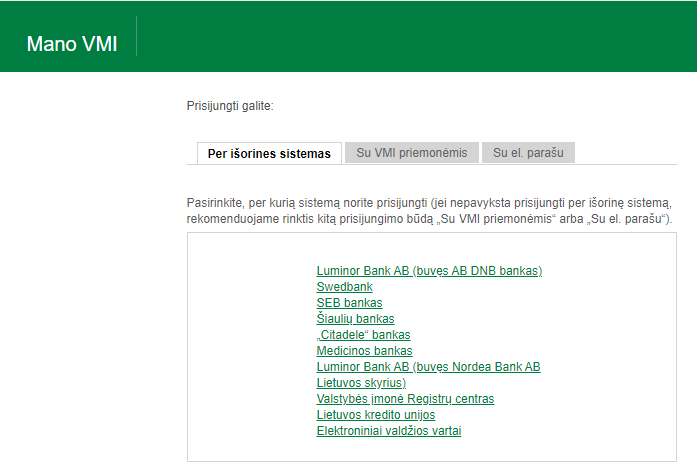 Mano VMI
Prisijungti galite:
Per išorines sistemas
Su VMI priemonėmis
Su el. parašu
Pasirinkite, per kurią sistemą norite prisijungti (jei nepavyksta prisijungti per išorinę sistemą,
rekomenduojame rinktis kitą prisijungimo būdą „Su VMI priemonėmis“ arba „Su el. parašu“).
Luminor Bank AB (buvęs AB DNB bankas)
Swedbank
SEB bankas
Šiaulių bankas
„Citadele“ bankas
Medicinos bankas
Luminor Bank AB (buvęs Nordea Bank AB
Lietuvos skyrius)
Valstybės įmonė Registrų centras
Lietuvos kredito unijos
Elektroniniai valdžios vartai